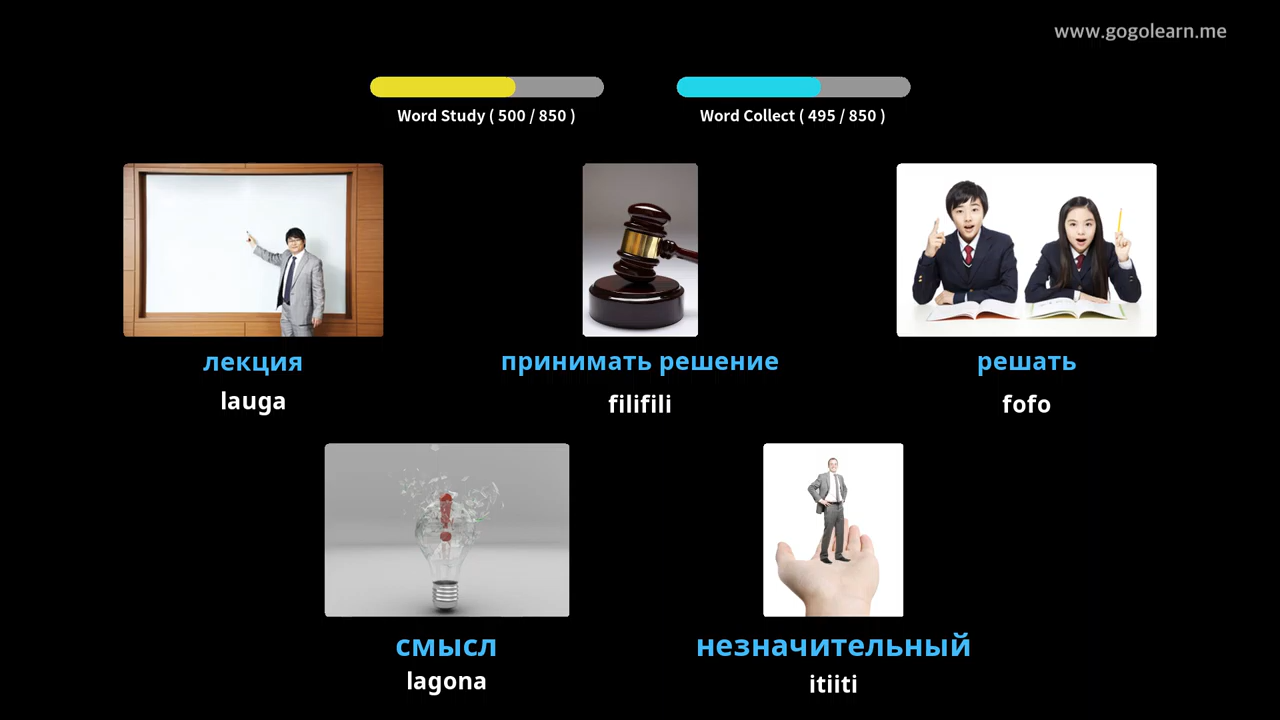 www.gogolearn.me
Word Study ( 500 / 850 )
Word Collect ( 495 / 850 )
лекция
lauga
принимать решение
filifili
решать
fofo
смысл
lagona
незначительный
itiiti